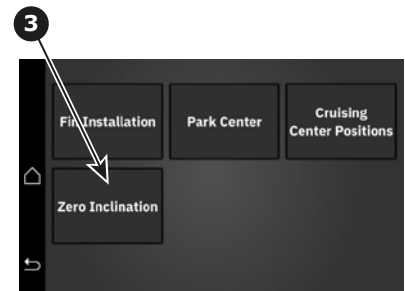 3
Fin Installation
Park Center
Cruising
Center Positions
Zero Inclination